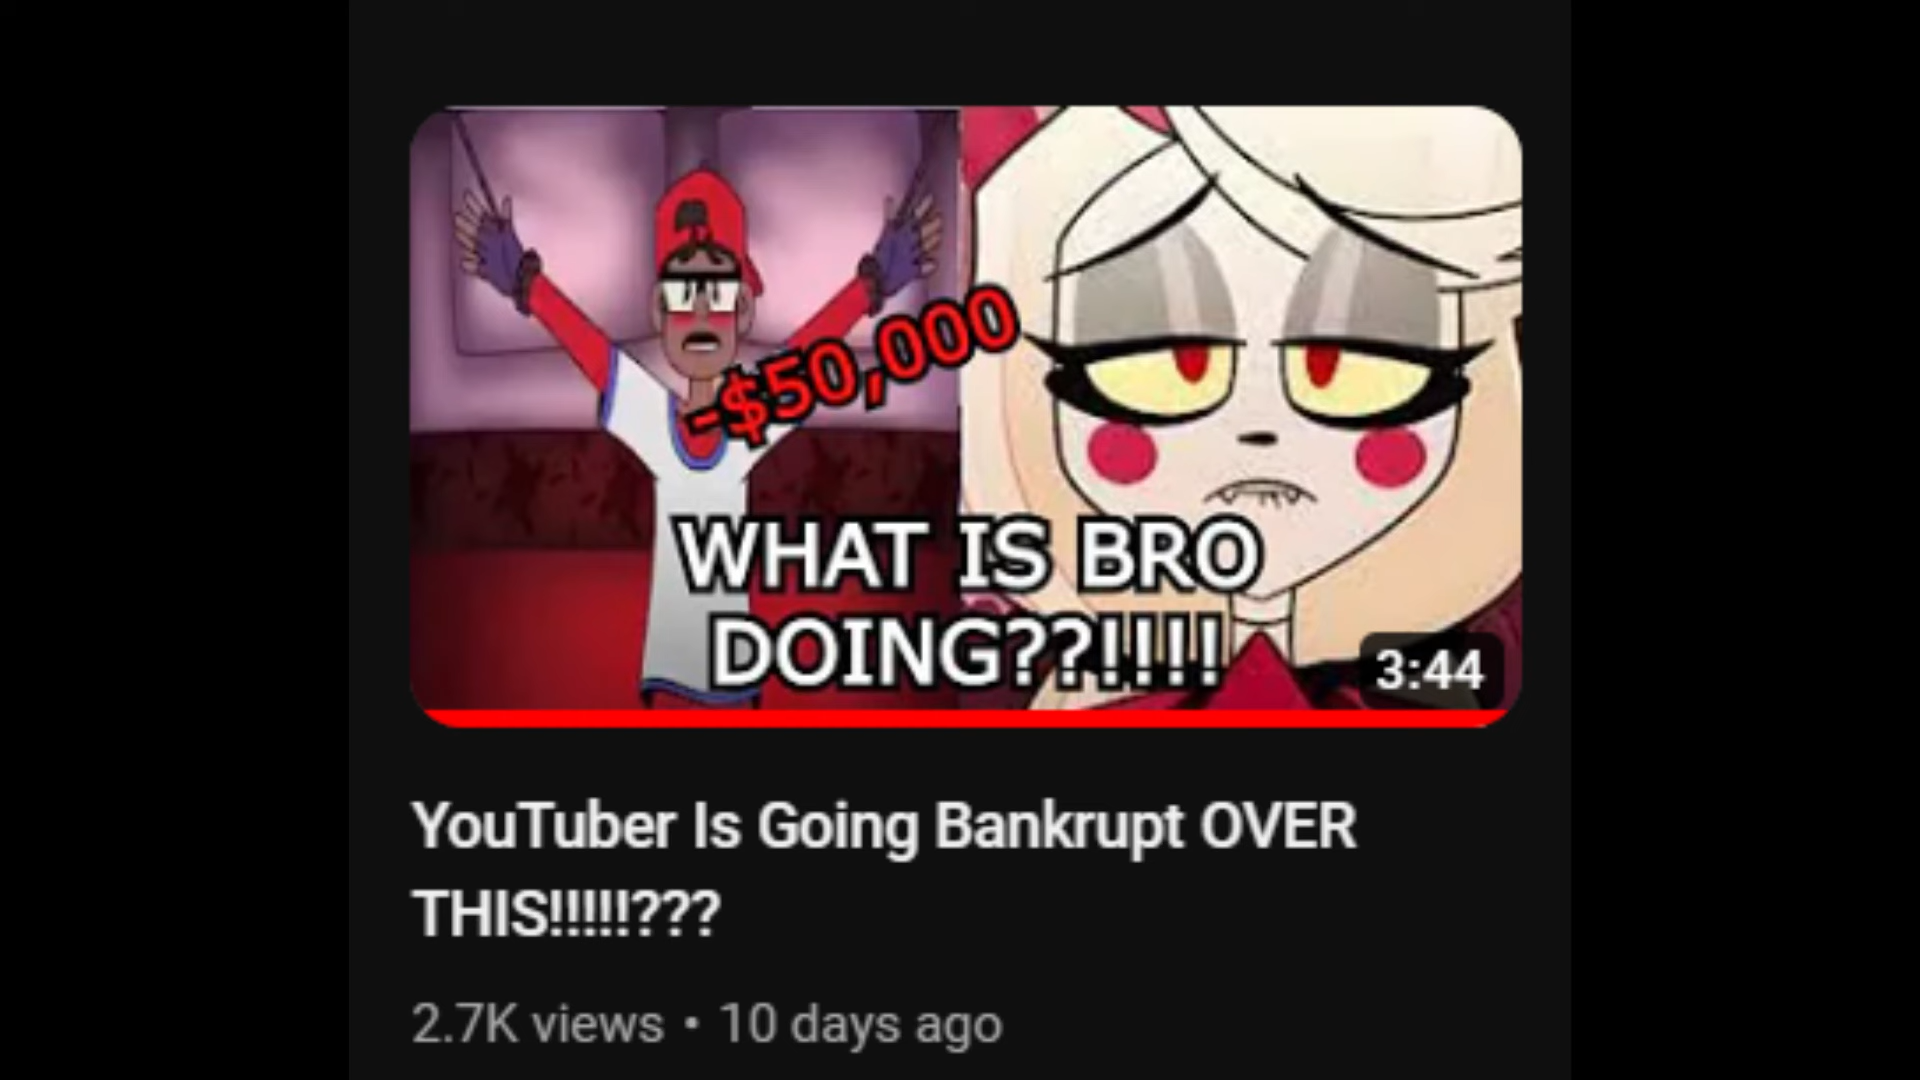 -$50,000
WHAT IS BRO
DOING??!!!!
3:44
YouTuber Is Going Bankrupt OVER
THIS!!!!!???
2.7K views • 10 days ago